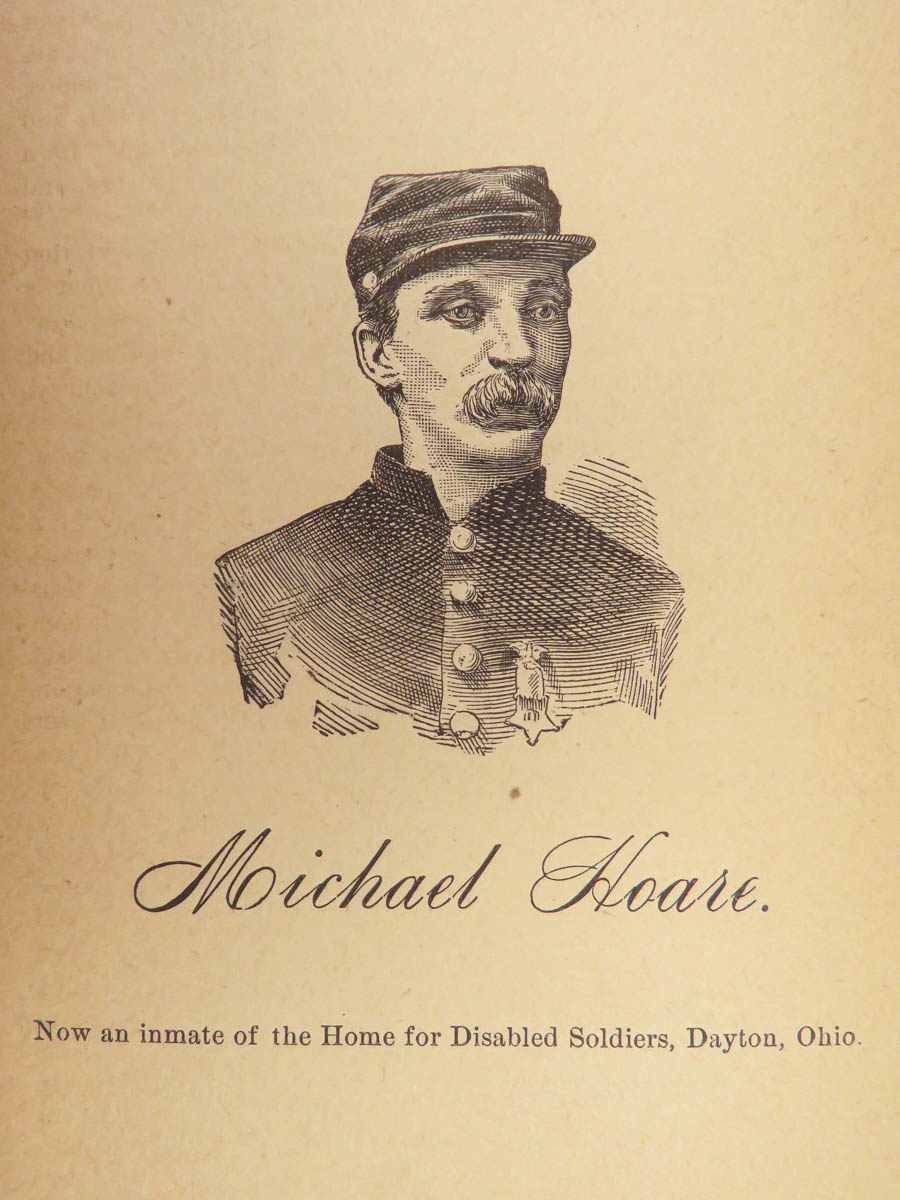 Michael Hoare.
Now an inmate of the Home for Disabled Soldiers, Dayton, Ohio.